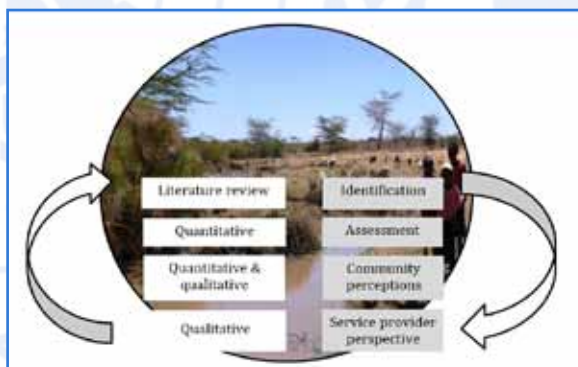 Literature review
Identification
Quantitative
Assessment
Quantitative &
qualitative
Community
perceptions
Qualitative
Service provider
perspective